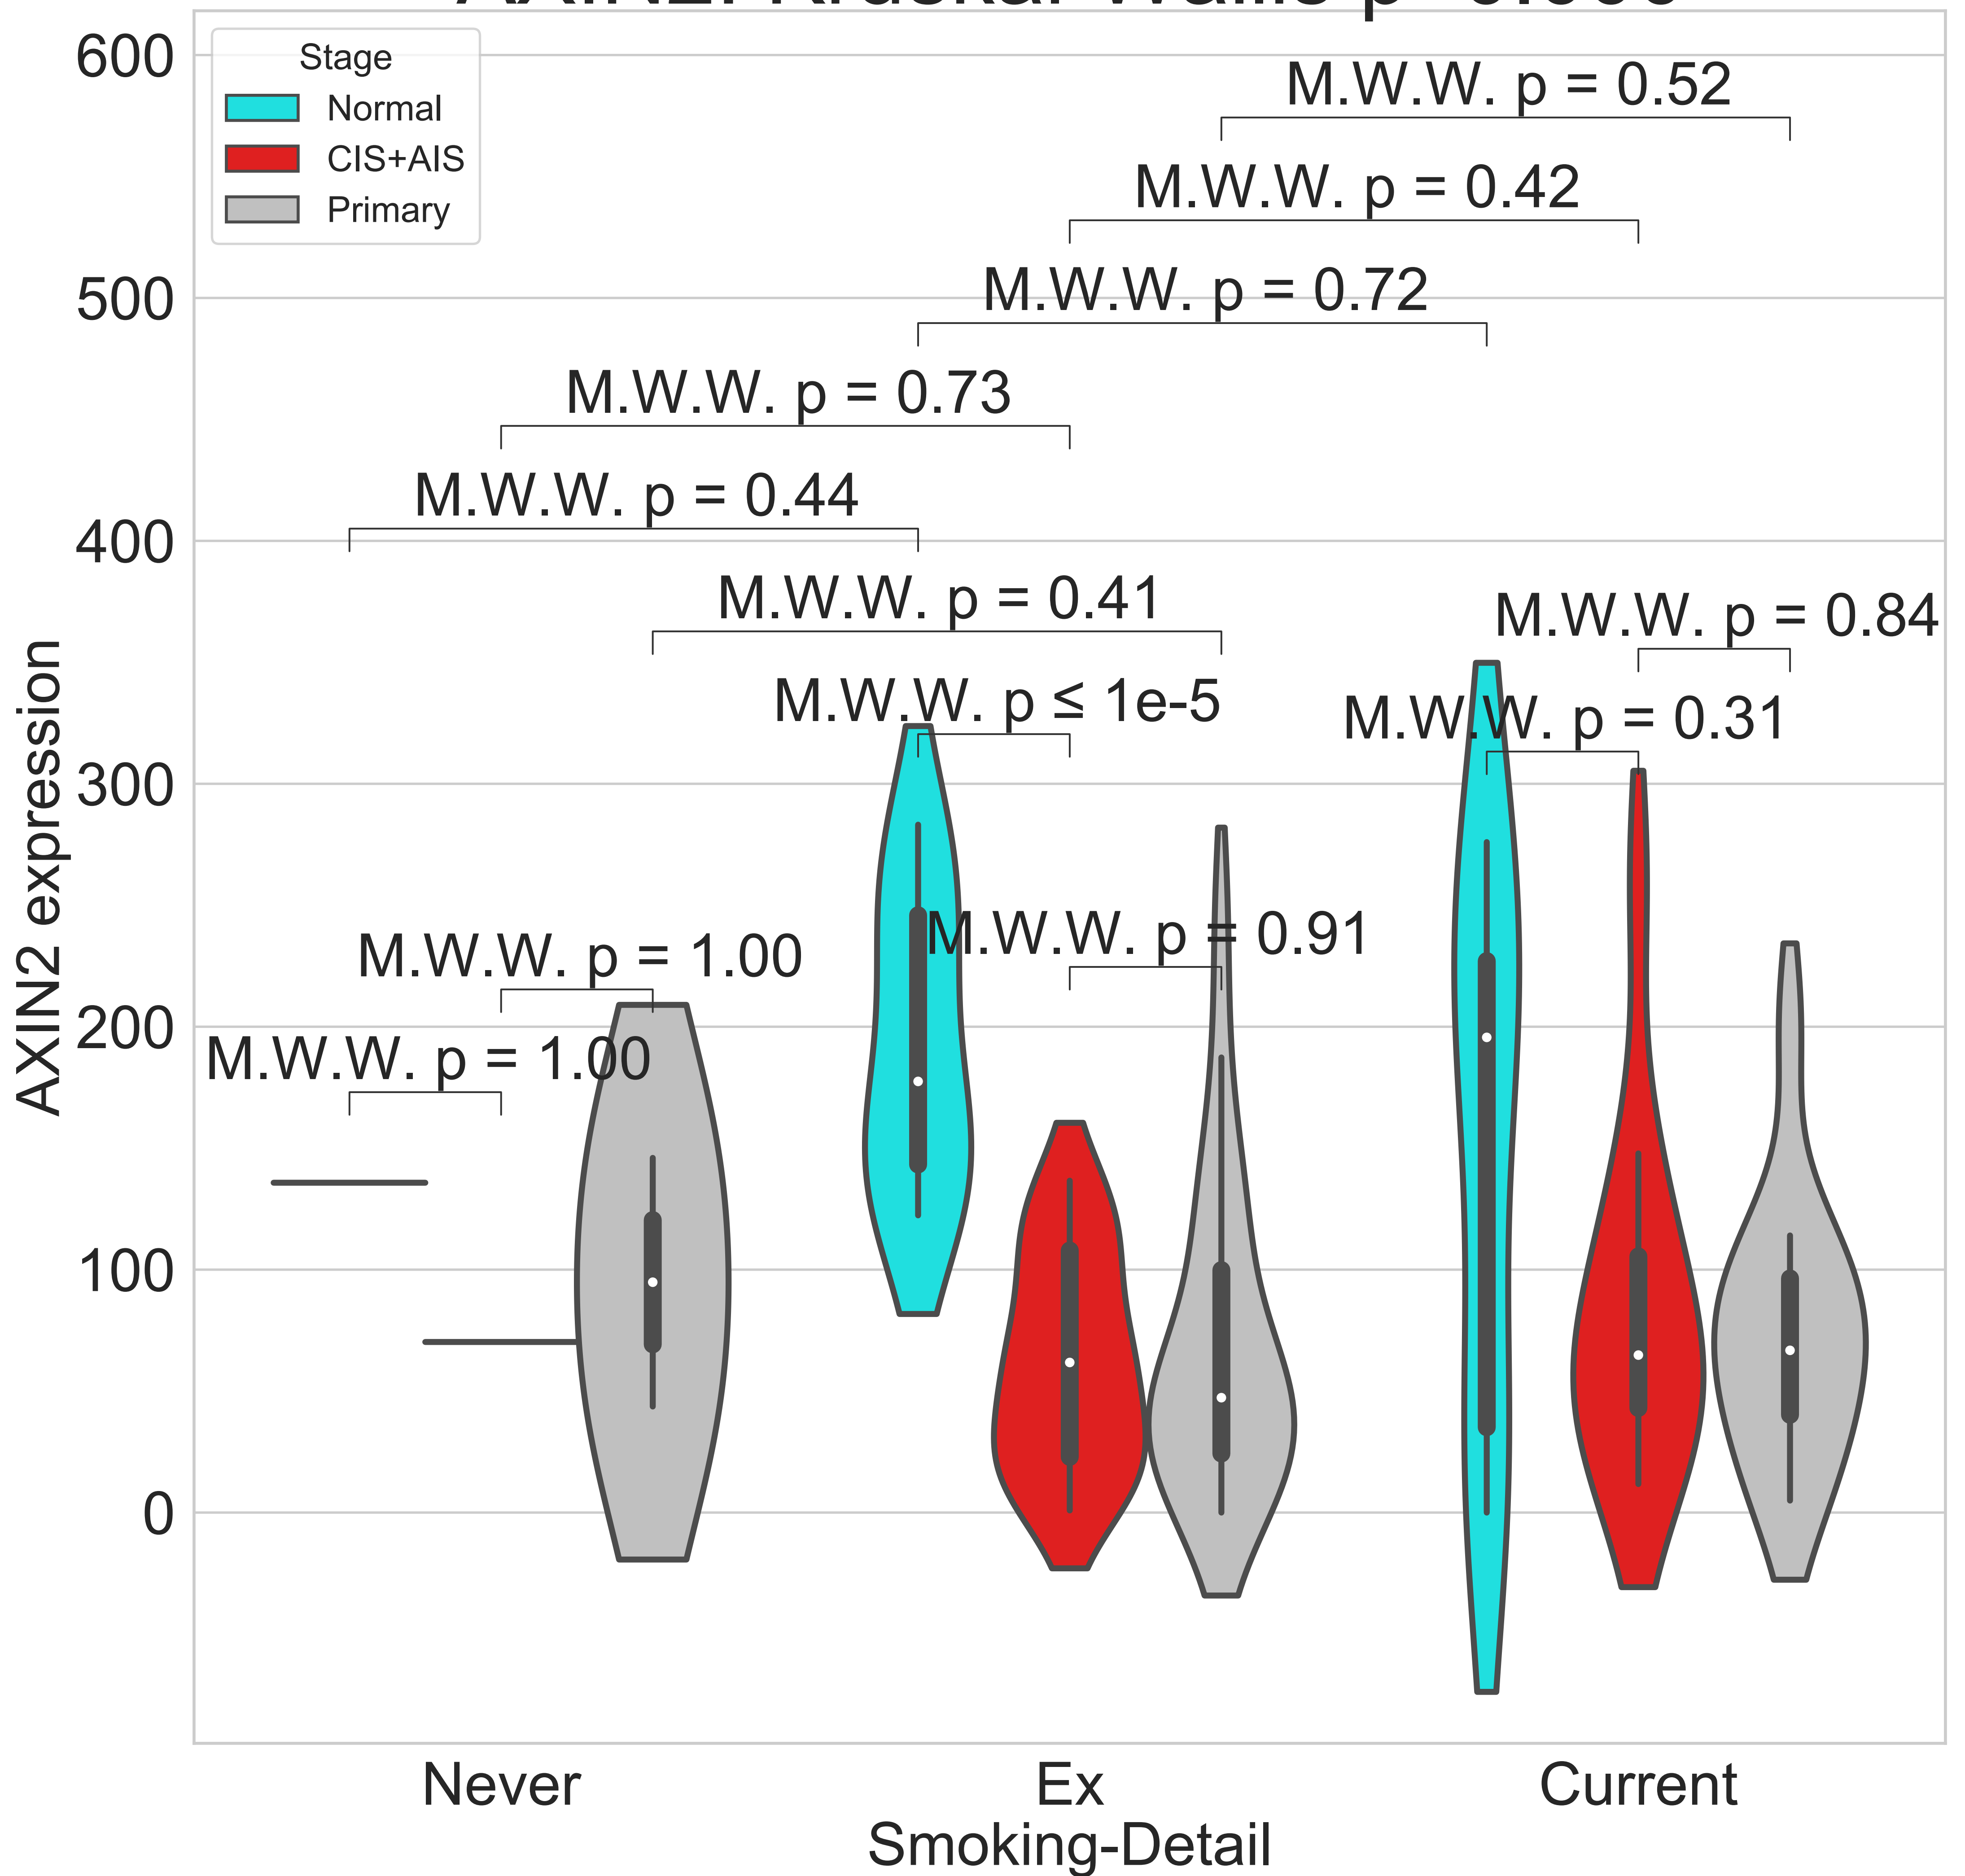 600
Stage
Normal
CIS+AIS
Primary
M.W.W. p = 0.52
M.W.W. p = 0.42
500
M.W.W. p = 0.72
M.W.W. p = 0.73
M.W.W. p = 0.44
400
M.W.W. p = 0.41
M.W.W. p = 0.84
M.W.W. p ≤ 1e-5
M.W.W. p = 0.31
300
M.W.W. p = 0.91
M.W.W. p = 1.00
200
M.W.W. p = 1.00
100
0
AXIN2 expression
Never
Ex
Current
Smoking-Detail